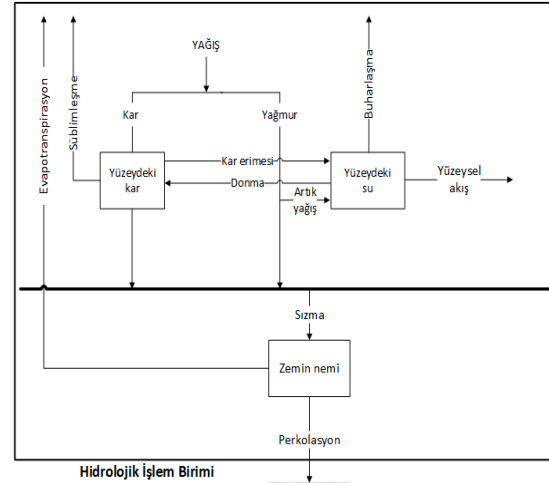 YAĞIŞ
Kar
Yağmur
Evapotranspirasyon
Süblimleşme
Buharlaşma
Yüzeydeki
kar
Kar erimesi
Donma
Artık
yağış
Yüzeydeki
su
Yüzeysel
akış
Sızma
Zemin nemi
Perkolasyon
Hidrolojik İşlem Birimi